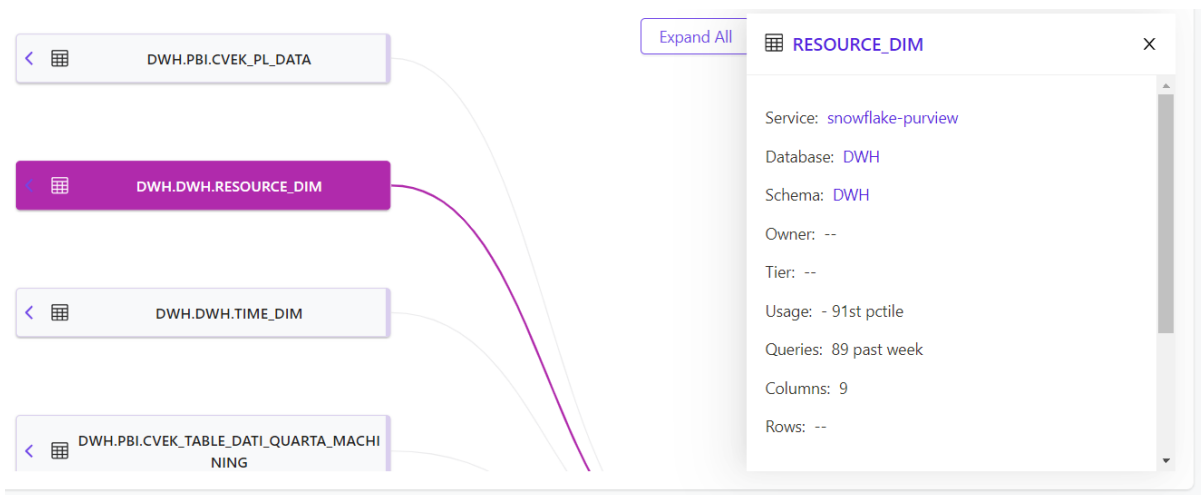 DWH.PBI.CVEK_PL_DATA
DWH.DWH.RESOURCE_DIM
DWH.DWH.TIME_DIM
DWH.PBI.CVEK_TABLE_DATI_QUARTA_MACHI
NING
Expand All
RESOURCE_DIM
X
Service: snowflake-purview
Database: DWH
Schema: DWH
Owner: --
Tier: --
Usage: - 91st pctile
Queries: 89 past week
Columns: 9
Rows: --